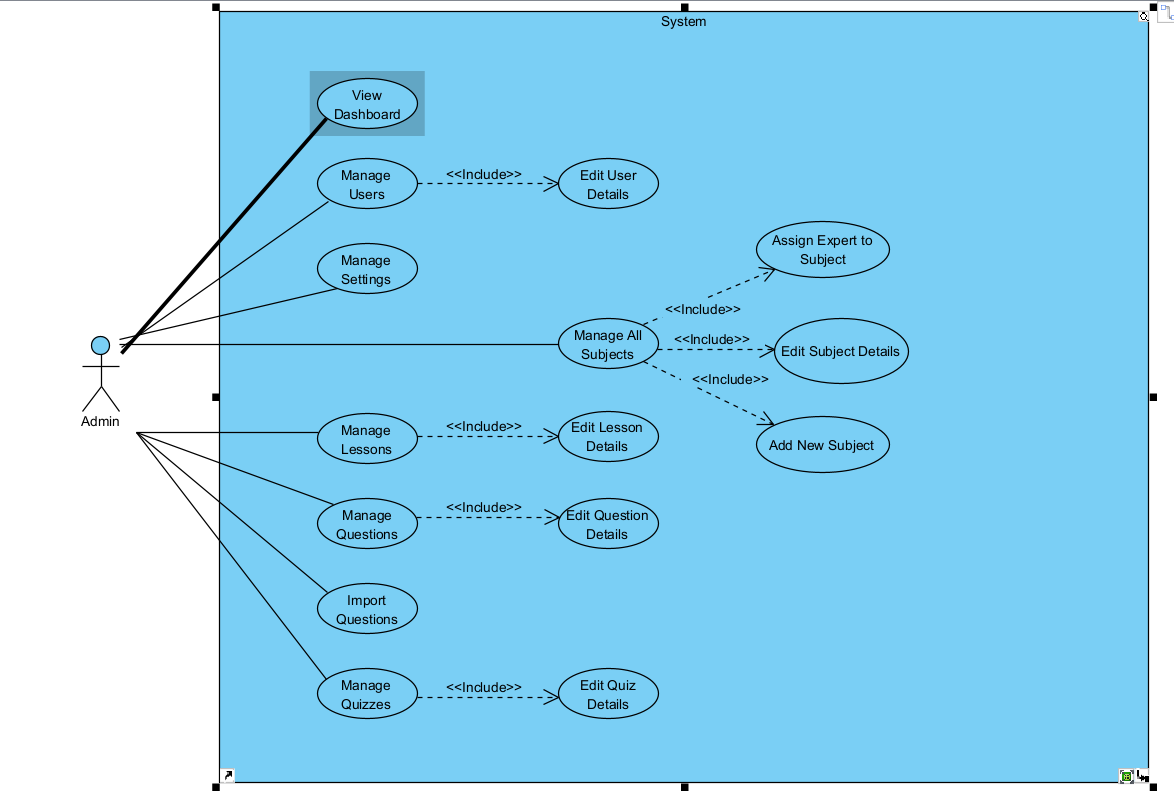 System
View
Dashboard
Manage
Users
<<Include>>
Edit User
Details
Manage
Settings
Assign Expert to
Subject
<<Include>>
Manage All
Subjects
<<Include>>
Edit Subject Details
<<Include>>
Add New Subject
Admin
Manage
Lessons
<<Include>>
Edit Lesson
Details
Manage
Questions
<<Include>>
Edit Question
Details
Import
Questions
Manage
Quizzes
<<Include>>
Edit Quiz
Details